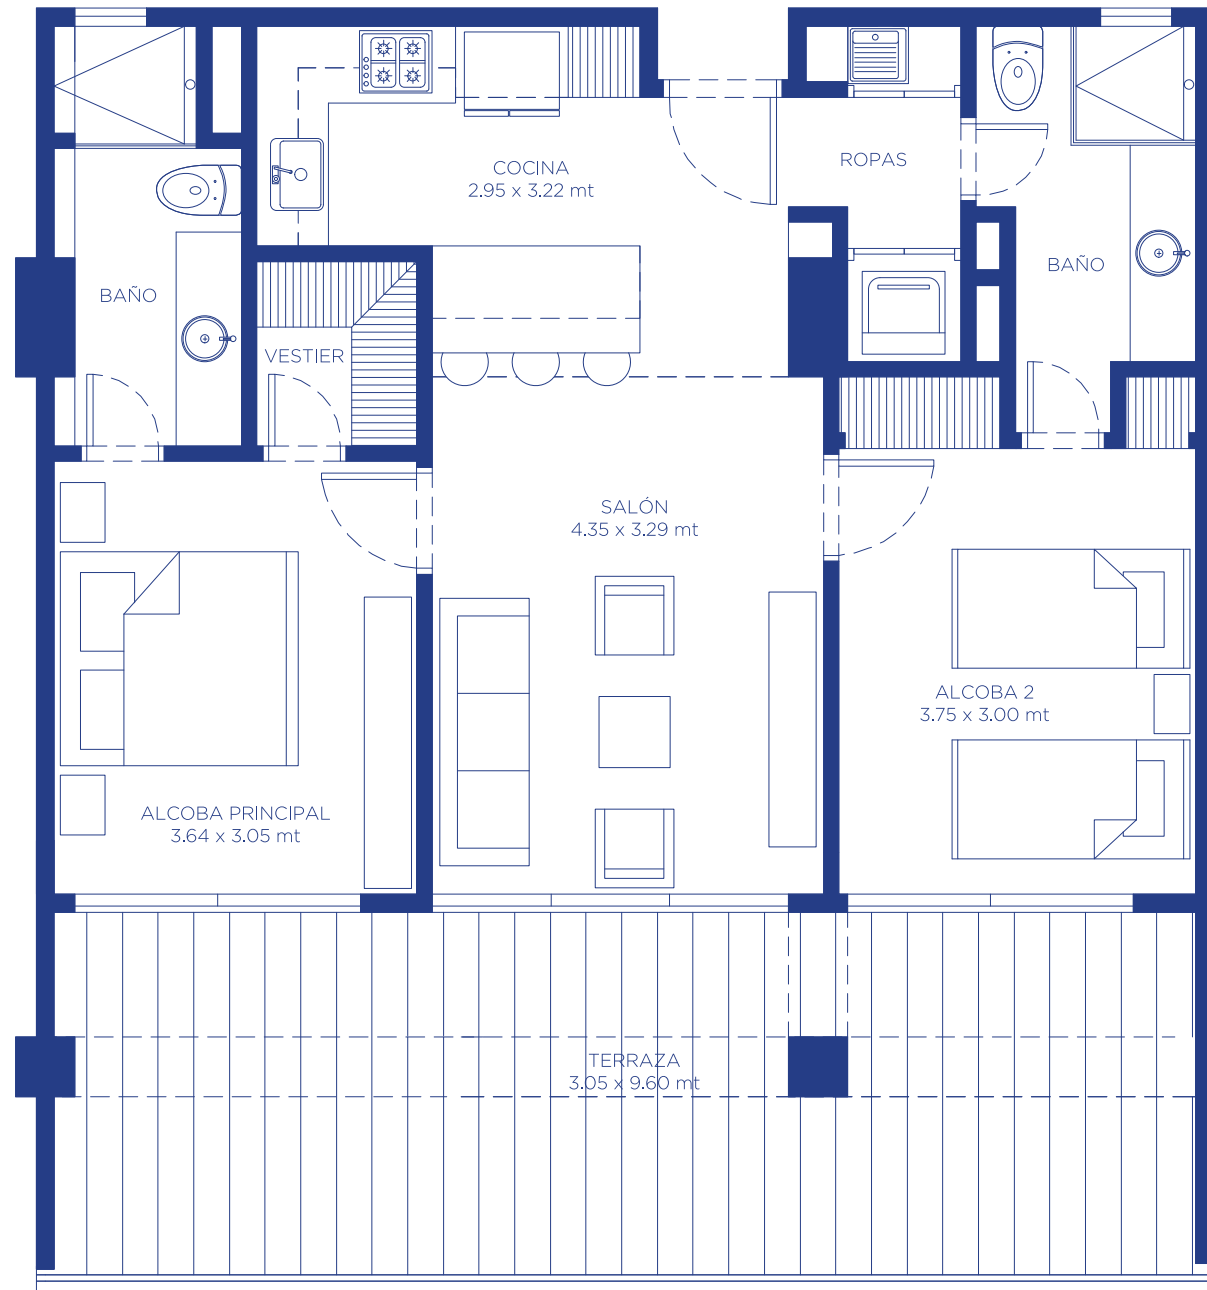 COCINA
2.95 x 3.22 mt
ROPAS
BAÑO
BAÑO
VESTIER
SALÓN
4.35 x 3.29 mt
ALCOBA 2
3.75 x 3.00 mt
ALCOBA PRINCIPAL
3.64 x 3.05 mt
TERRAZA
3.05 x 9.60 mt